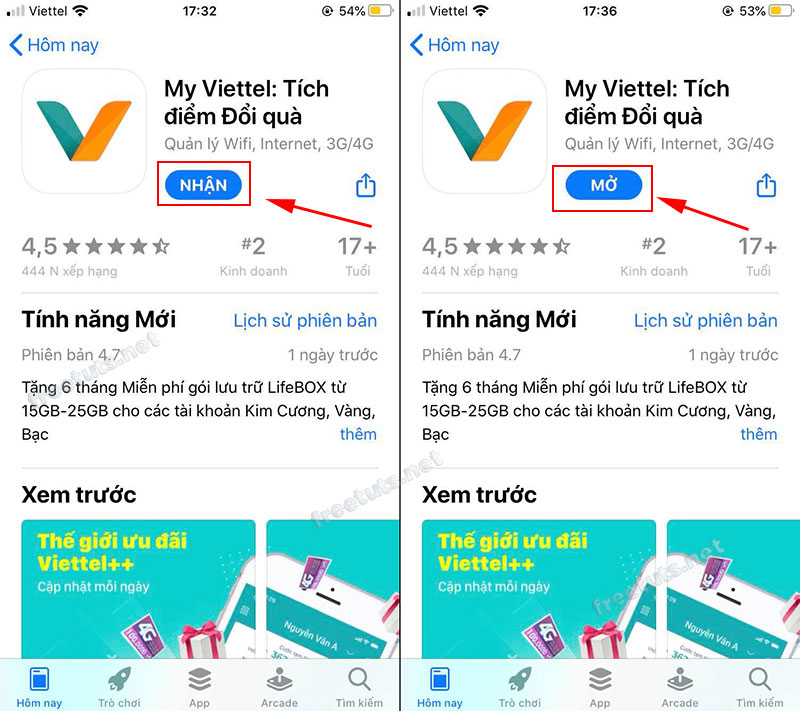 Viettel 17:32 54%
Hôm nay
My Viettel: Tích
điểm Đổi quà
Quản lý Wifi, Internet, 3G/4G
NHẬN
4,5 #2 17+
444 N xếp hạng Kinh doanh Tuổi
Tính năng Mới Lịch sử phiên bản
Phiên bản 4.7 1 ngày trước
Tặng 6 tháng Miễn phí gói lưu trữ LifeBOX từ
15GB-25GB cho các tài khoản Kim Cương, Vàng,
Bạc thêm
freetuts.net
Xem trước
Thế giới ưu đãi
Viettel++
Cập nhật mỗi ngày
4G
100.000đ
4G
Nguyễn Văn A
Hôm nay Trò chơi App Arcade Tìm kiếm
Viettel 17:36 53%
Hôm nay
My Viettel: Tích
điểm Đổi quà
Quản lý Wifi, Internet, 3G/4G
MỞ
4,5 #2 17+
444 N xếp hạng Kinh doanh Tuổi
Tính năng Mới Lịch sử phiên bản
Phiên bản 4.7 1 ngày trước
Tặng 6 tháng Miễn phí gói lưu trữ LifeBOX từ
15GB-25GB cho các tài khoản Kim Cương, Vàng,
Bạc thêm
freetuts.net
Xem trước
Thế giới ưu đãi
Viettel++
Cập nhật mỗi ngày
4G
4G
Nguyễn Văn A
freetuts.net
Hôm nay Trò chơi App Arcade Tìm kiếm